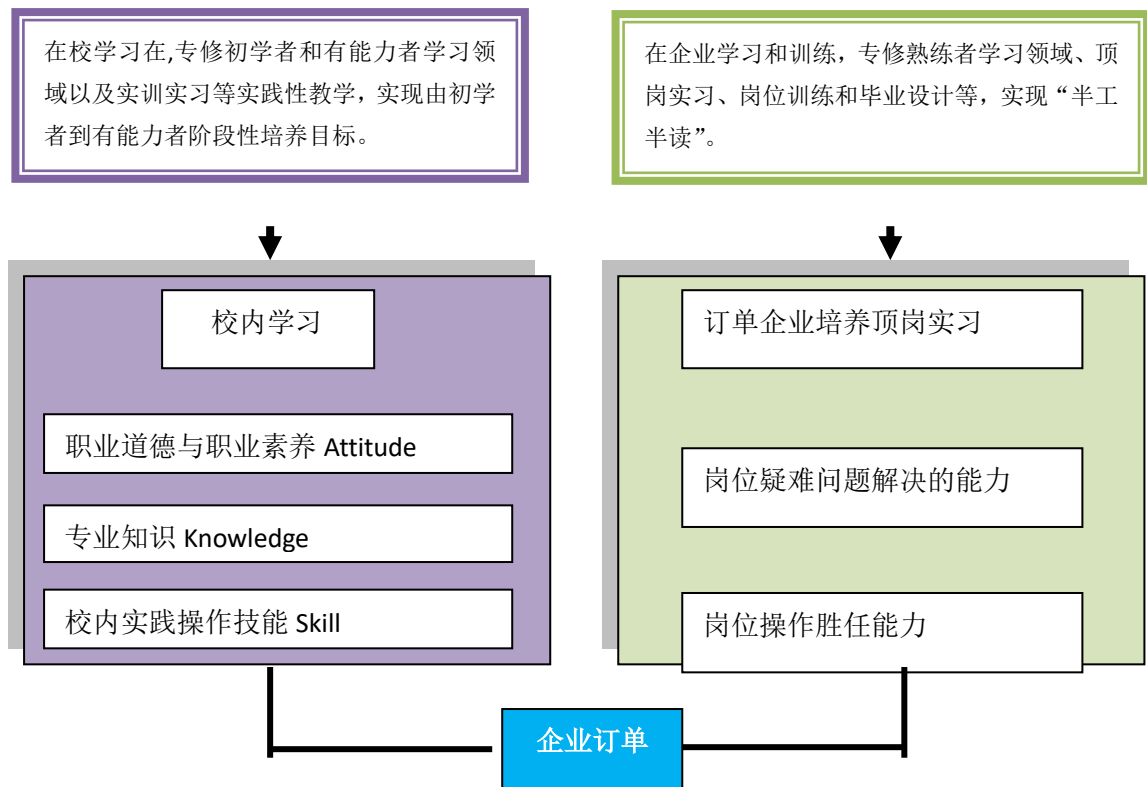 在校学习在,专修初学者和有能力者学习领
域以及实训实习等实践性教学，实现由初学
者到有能力者阶段性培养目标。
在企业学习和训练，专修熟练者学习领域、顶
岗实习、岗位训练和毕业设计等，实现“半工
半读”。
校内学习
职业道德与职业素养 Attitude
专业知识 Knowledge
校内实践操作技能 Skill
订单企业培养顶岗实习
岗位疑难问题解决的能力
岗位操作胜任能力
企业订单